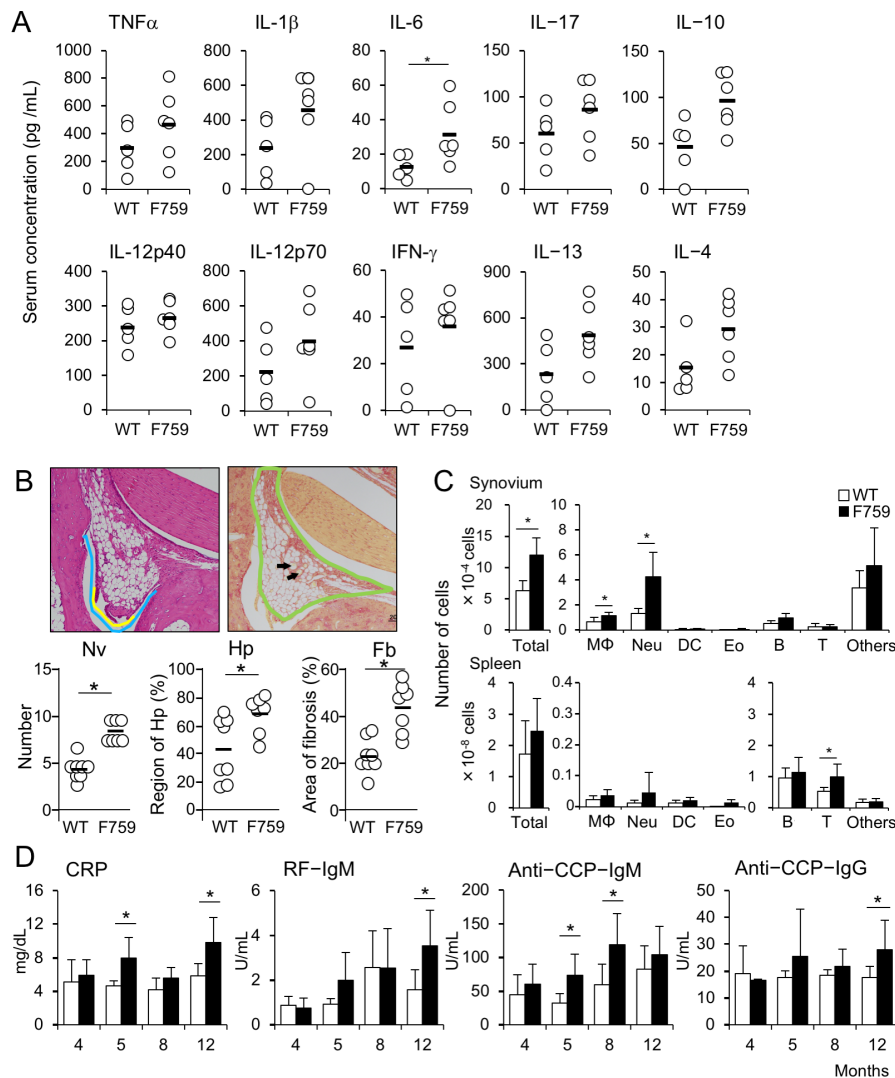 A
TNFα IL-1β IL-6 IL−17 IL−10
Serum concentration (pg /mL)
1000 800 600 400 200 0
800 600 400 200 0
80 60 40 20 0
150 100 50 0
150 100 50 0
*
WT F759 WT F759 WT F759 WT F759 WT F759
IL-12p40 IL-12p70 IFN-γ IL−13 IL−4
400 300 200 100 0
800 600 400 200 0
60 40 20 0
900 600 300 0
50 40 30 20 10 0
WT F759 WT F759 WT F759 WT F759 WT F759
B
Nv Hp Fb
Number
15 10 5 0
*
Region of Hp (%)
100 80 60 40 20 0
*
Area of fibrosis (%)
60 40 20 0
*
WT F759 WT F759 WT F759
C
Synovium
WT
F759
Number of cells
× 10-4 cells
20 15 10 5 0
*
10 8 6 4 2 0
* *
Total MΦ Neu DC Eo B T Others
Spleen
× 10-8 cells
4 3 2 1 0
0.4 0.3 0.2 0.1 0
4 3 2 1 0
*
Total MΦ Neu DC Eo B T Others
D
CRP RF−IgM Anti−CCP−IgM Anti−CCP−IgG
mg/dL
16 12 8 4 0
* *
U/mL
6 4 2 0
*
U/mL
200 150 100 50 0
* *
U/mL
50 40 30 20 10 0
*
4 5 8 12 4 5 8 12 4 5 8 12 4 5 8 12
Months